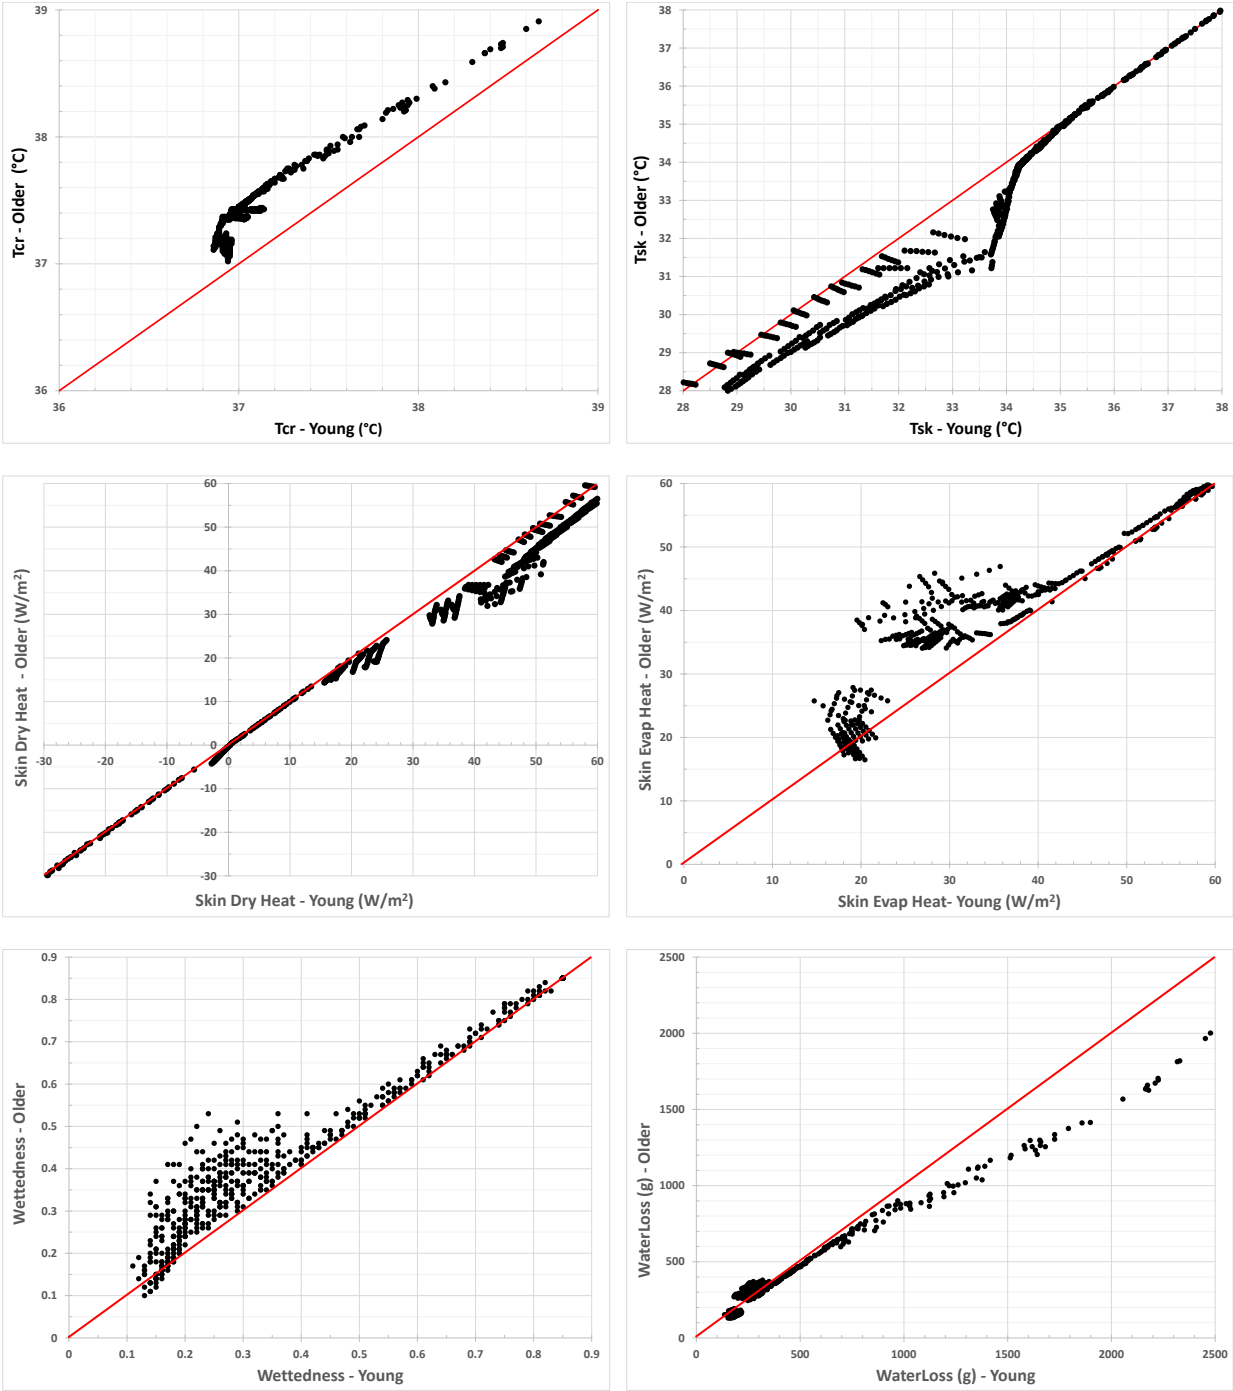 39
38
37
36
Tcr - Older (°C)
36 37 38 39
Tcr - Young (°C)
38
37
36
35
34
33
32
31
30
29
28
Tsk - Older (°C)
28 29 30 31 32 33 34 35 36 37 38
Tsk - Young (°C)
60
50
40
30
20
10
0
-10
-20
-30
Skin Dry Heat - Older (W/m²)
-30 -20 -10 0 10 20 30 40 50 60
Skin Dry Heat - Young (W/m²)
60
50
40
30
20
10
0
Skin Evap Heat - Older (W/m²)
0 10 20 30 40 50 60
Skin Evap Heat- Young (W/m²)
0.9
0.8
0.7
0.6
0.5
0.4
0.3
0.2
0.1
0
Wettedness - Older
0 0.1 0.2 0.3 0.4 0.5 0.6 0.7 0.8 0.9
Wettedness - Young
2500
2000
1500
1000
500
0
WaterLoss (g) - Older
0 500 1000 1500 2000 2500
WaterLoss (g) - Young